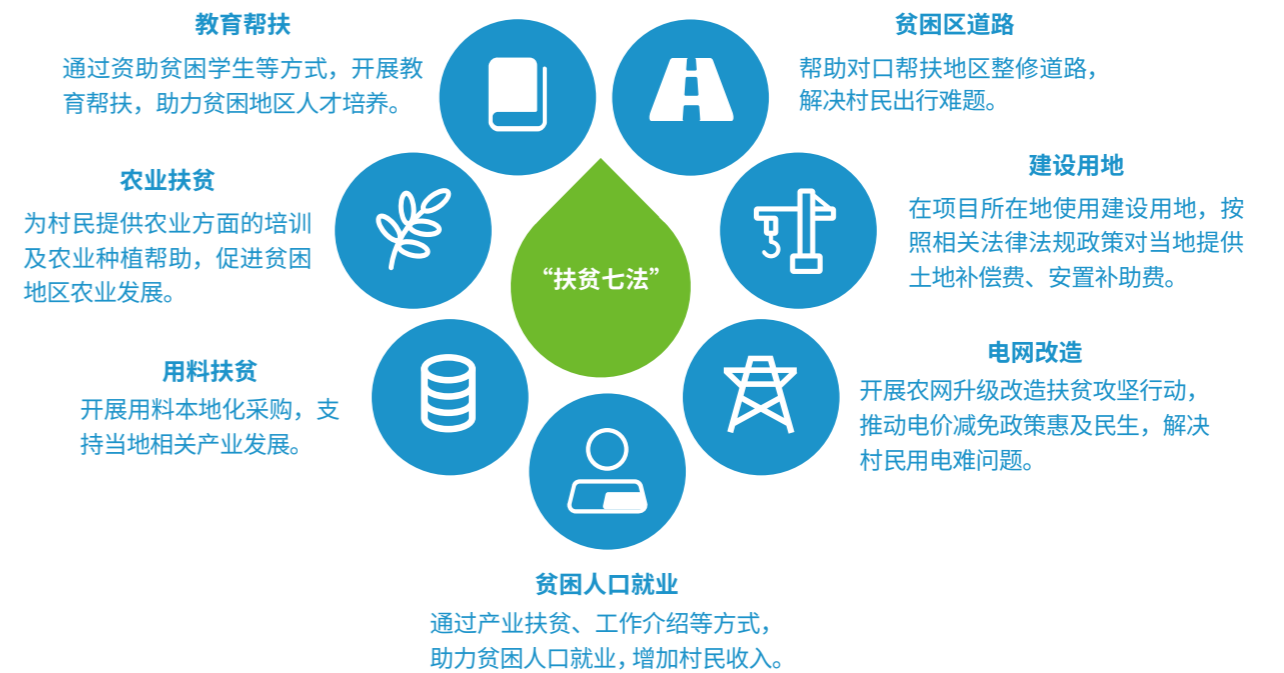 教育帮扶
通过资助贫困学生等方式，开展教
育帮扶，助力贫困地区人才培养。
贫困区道路
帮助对口帮扶地区整修道路，
解决村民出行难题。
农业扶贫
为村民提供农业方面的培训
及农业种植帮助，促进贫困
地区农业发展。
建设用地
在项目所在地使用建设用地，按
照相关法律法规政策对当地提供
土地补偿费、安置补助费。
“扶贫七法”
用料扶贫
开展用料本地化采购，支
持当地相关产业发展。
电网改造
开展农网升级改造扶贫攻坚行动，
推动电价减免政策惠及民生，解决
村民用电难问题。
贫困人口就业
通过产业扶贫、工作介绍等方式，
助力贫困人口就业，增加村民收入。